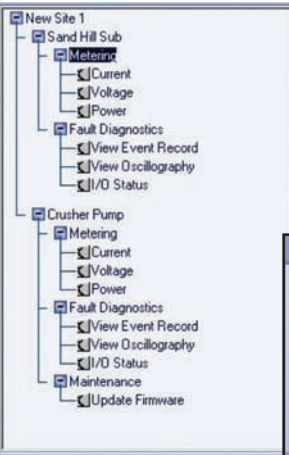 New Site 1
Sand Hill Sub
Metering
Current
Voltage
Power
Fault Diagnostics
View Event Record
View Oscillography
I/O Status
Crusher Pump
Metering
Current
Voltage
Power
Fault Diagnostics
View Event Record
View Oscillography
I/O Status
Maintenance
Update Firmware